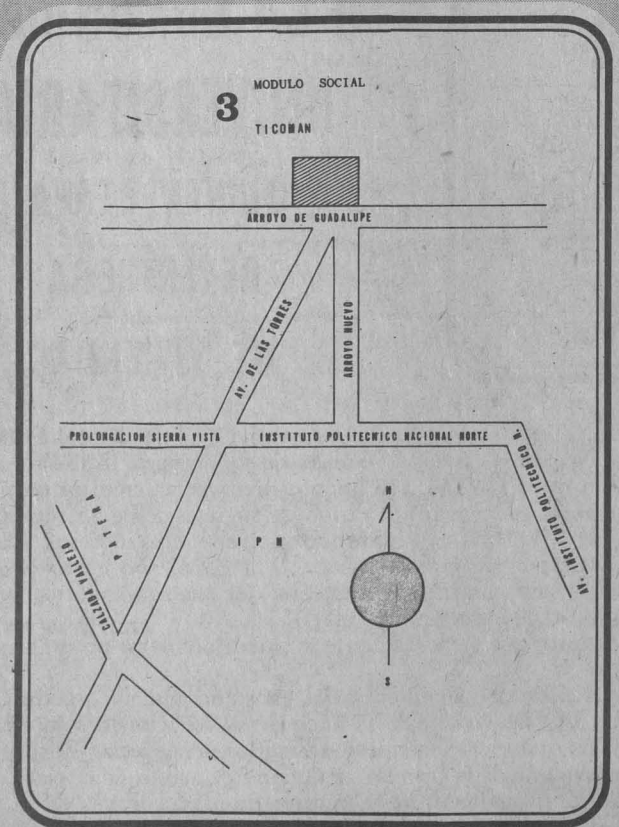 MODULO SOCIAL
3
TICOMAN
ARROYO DE GUADALUPE
AV. DE LAS TORRES
ARROYO NUEVO
PROLONGACION SIERRA VISTA
INSTITUTO POLITECNICO NACIONAL NORTE
AV. INSTITUTO POLITECNICO N.
PATERA
CALZADA VALLEJO
IPN
N
S